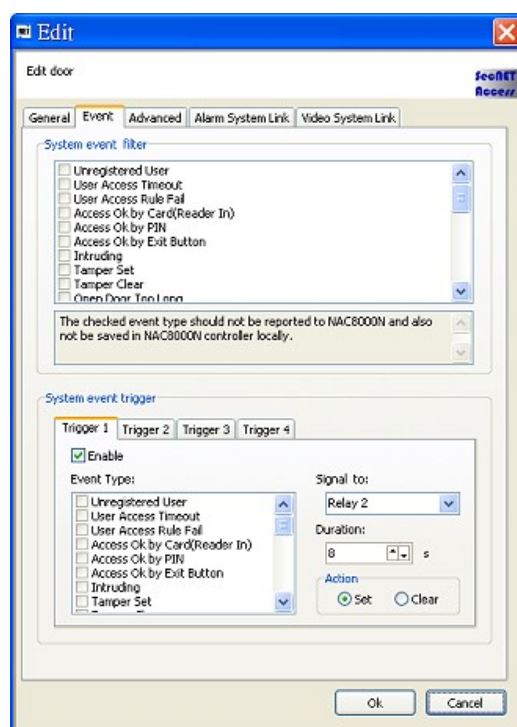 Edit
Edit door
SecNET
Access
General Event Advanced Alarm System Link Video System Link
System event filter
Unregistered User
User Access Timeout
User Access Rule Fail
Access Ok by Card(Reader In)
Access Ok by PIN
Access Ok by Exit Button
Intruding
Tamper Set
Tamper Clear
Open Door Too Long
The checked event type should not be reported to NAC8000N and also
not be saved in NAC8000N controller locally.
System event trigger
Trigger 1 Trigger 2 Trigger 3 Trigger 4
Enable
Event Type:
Unregistered User
User Access Timeout
User Access Rule Fail
Access Ok by Card(Reader In)
Access Ok by PIN
Access Ok by Exit Button
Intruding
Tamper Set
Signal to:
Relay 2
Duration:
8 s
Action
Set Clear
Ok Cancel